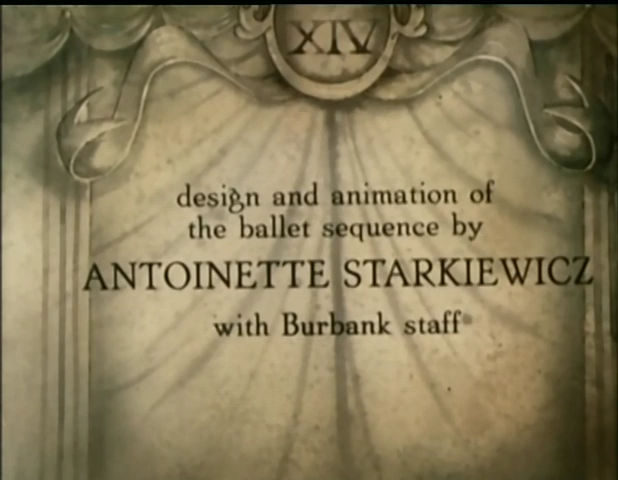 XIV
design and animation of
the ballet sequence by
ANTOINETTE STARKIEWICZ
with Burbank staff